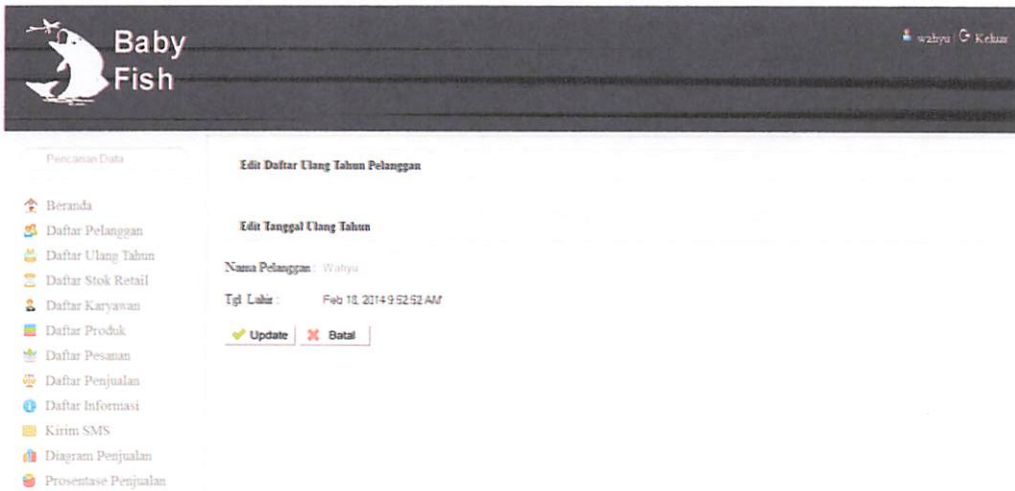 Baby
Fish
wahyu | Keluar
Pencarian Data
Beranda
Daftar Pelanggan
Daftar Ulang Tahun
Daftar Stok Retail
Daftar Karyawan
Daftar Produk
Daftar Pesanan
Daftar Penjualan
Daftar Informasi
Kirim SMS
Diagram Penjualan
Prosentase Penjualan
Edit Daftar Ulang Tahun Pelanggan
Edit Tanggal Ulang Tahun
Nama Pelanggan : Wahyu
Tgl Lahir : Feb 18, 2014 9:52:52 AM
Update Batal